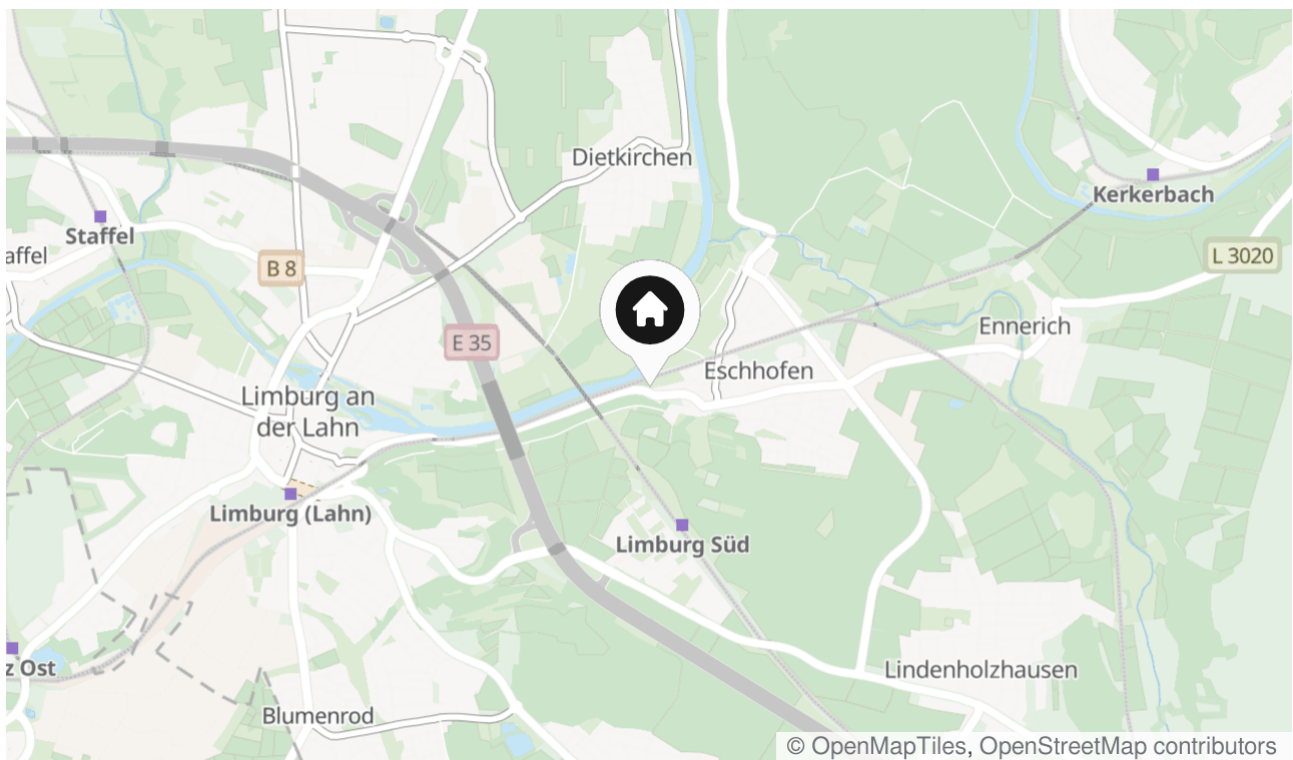 Dietkirchen
Kerkerbach
Staffel
affel
B 8
L 3020
E 35
Ennerich
Eschhofen
Limburg an
der Lahn
Limburg (Lahn)
Limburg Süd
z Ost
Lindenholzhausen
Blumenrod
© OpenMapTiles, OpenStreetMap contributors